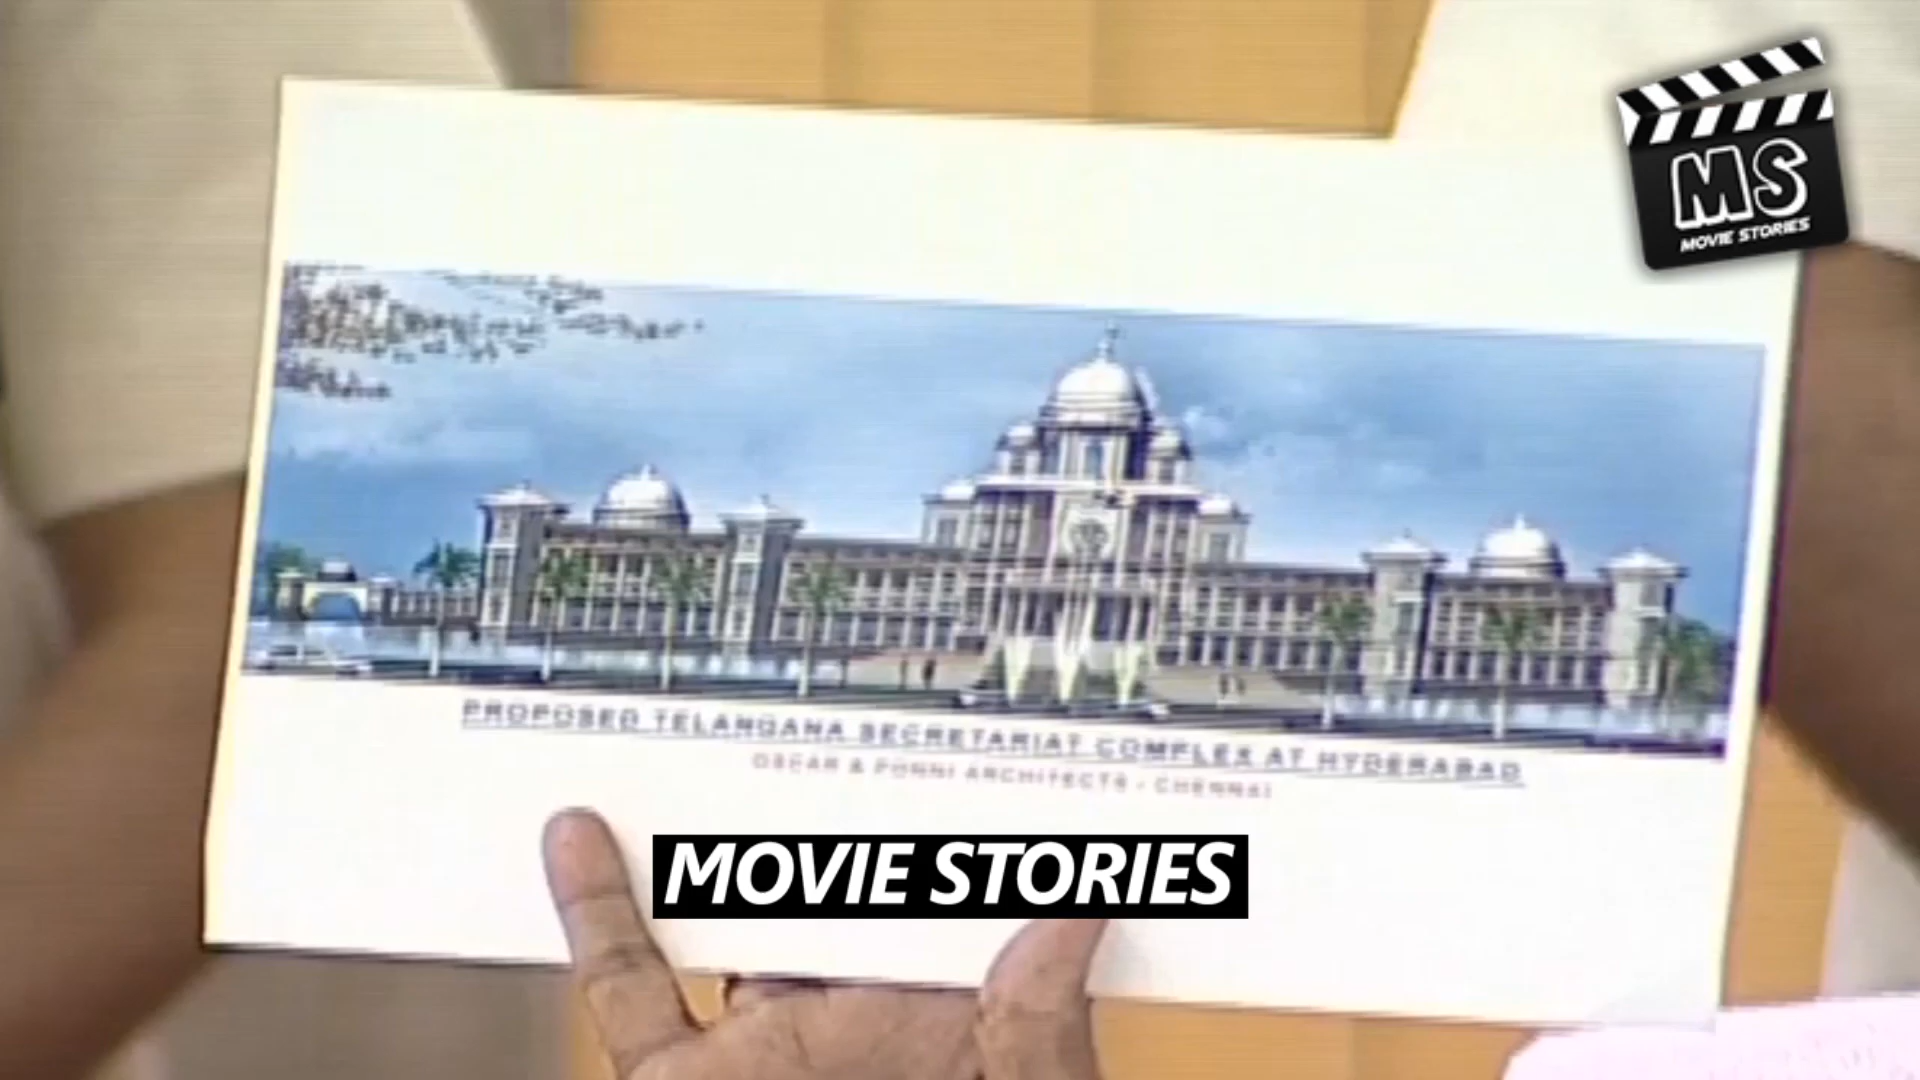 MS
MOVIE STORIES
PROPOSED TELANGANA SECRETARIAT COMPLEX AT HYDERABAD
OSCAR & PONNI ARCHITECTS - CHENNAI
MOVIE STORIES